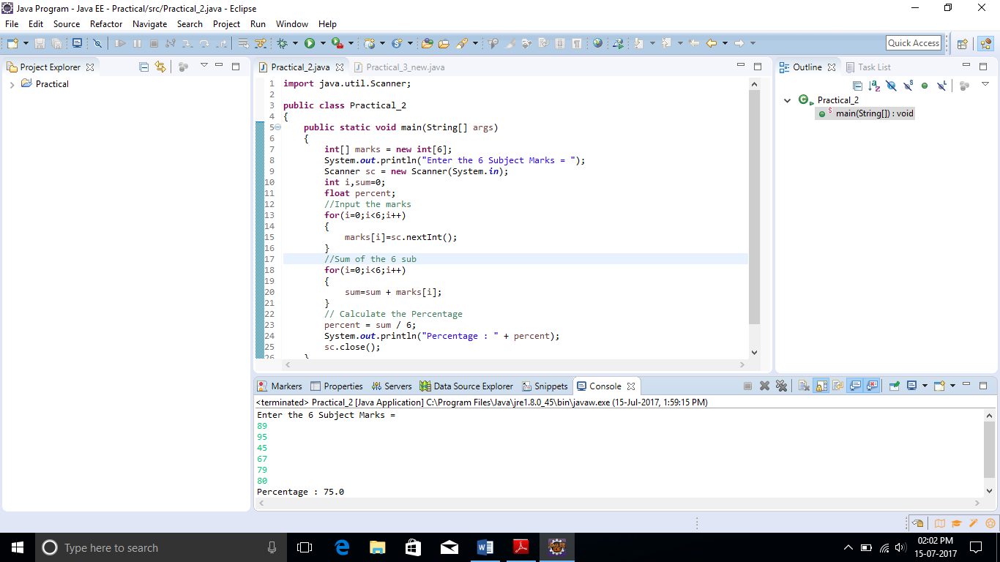 Java Program - Java EE - Practical/src/Practical_2.java - Eclipse
File Edit Source Refactor Navigate Search Project Run Window Help
Quick Access
Project Explorer
Practical
Practical_2.java Practical_3_new.java
1 import java.util.Scanner;
2
3 public class Practical_2
4 {
5 public static void main(String[] args)
6 {
7 int[] marks = new int[6];
8 System.out.println("Enter the 6 Subject Marks = ");
9 Scanner sc = new Scanner(System.in);
10 int i,sum=0;
11 float percent;
12 //Input the marks
13 for(i=0;i<6;i++)
14 {
15 marks[i]=sc.nextInt();
16 }
17 //Sum of the 6 sub
18 for(i=0;i<6;i++)
19 {
20 sum=sum + marks[i];
21 }
22 // Calculate the Percentage
23 percent = sum / 6;
24 System.out.println("Percentage : " + percent);
25 sc.close();
26 }
Outline Task List
Practical_2
main(String[]) : void
Markers Properties Servers Data Source Explorer Snippets Console
<terminated> Practical_2 [Java Application] C:\Program Files\Java\jre1.8.0_45\bin\javaw.exe (15-Jul-2017, 1:59:15 PM)
Enter the 6 Subject Marks =
89
95
45
67
79
80
Percentage : 75.0
Type here to search
02:02 PM
15-07-2017